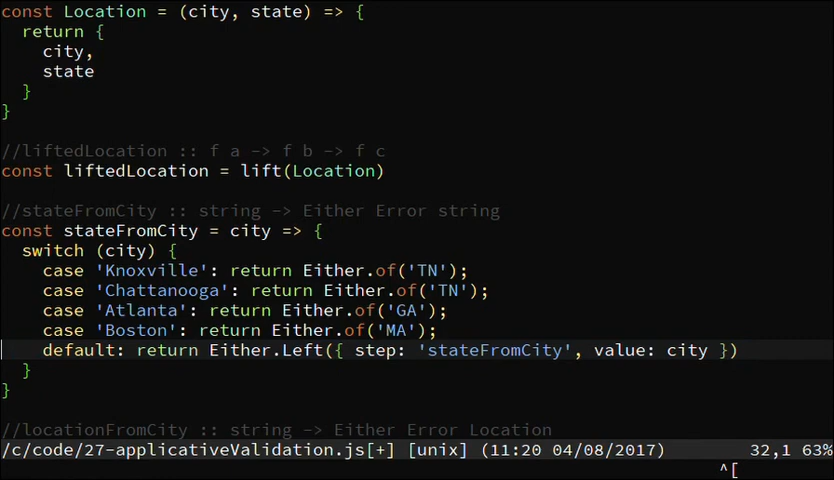 const Location = (city, state) => {
  return {
    city,
    state
  }
}

//liftedLocation :: f a -> f b -> f c
const liftedLocation = lift(Location)

//stateFromCity :: string -> Either Error string
const stateFromCity = city => {
  switch (city) {
    case 'Knoxville': return Either.of('TN');
    case 'Chattanooga': return Either.of('TN');
    case 'Atlanta': return Either.of('GA');
    case 'Boston': return Either.of('MA');
    default: return Either.Left({ step: 'stateFromCity', value: city })
  }
}

//locationFromCity :: string -> Either Error Location
/c/code/27-applicativeValidation.js[+] [unix] (11:20 04/08/2017) 32,1 63%
^[